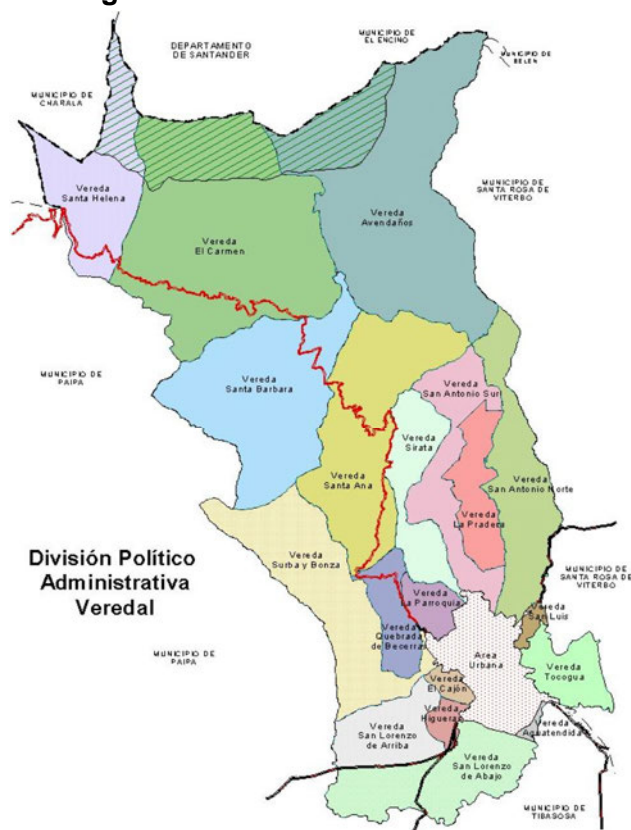 DEPARTAMENTO
DE SANTANDER
MUNICIPIO DE
EL ENCINO
MUNICIPIO DE
BELEN
MUNICIPIO DE
CHARALA
Vereda
Santa Helena
MUNICIPIO DE
SANTA ROSA DE
VITERBO
Vereda
Avendaños
Vereda
El Carmen
MUNICIPIO DE
PAIPA
Vereda
Santa Barbara
Vereda
San Antonio Sur
Vereda
Sirata
Vereda
Santa Ana
Vereda
San Antonio Norte
Vereda
La Pradera
División Político
Administrativa
Veredal
Vereda
Surba y Bonza
MUNICIPIO DE
SANTA ROSA DE
VITERBO
Vereda
La Parroquia
Vereda
San Luis
Vereda
Quebrada
de Becerras
MUNICIPIO DE
PAIPA
Area
Urbana
Vereda
Tocogua
Vereda
El Cajón
Vereda
Higueras
Vereda
Aguatendida
Vereda
San Lorenzo
de Arriba
Vereda
San Lorenzo
de Abajo
MUNICIPIO DE
TIBASOSA